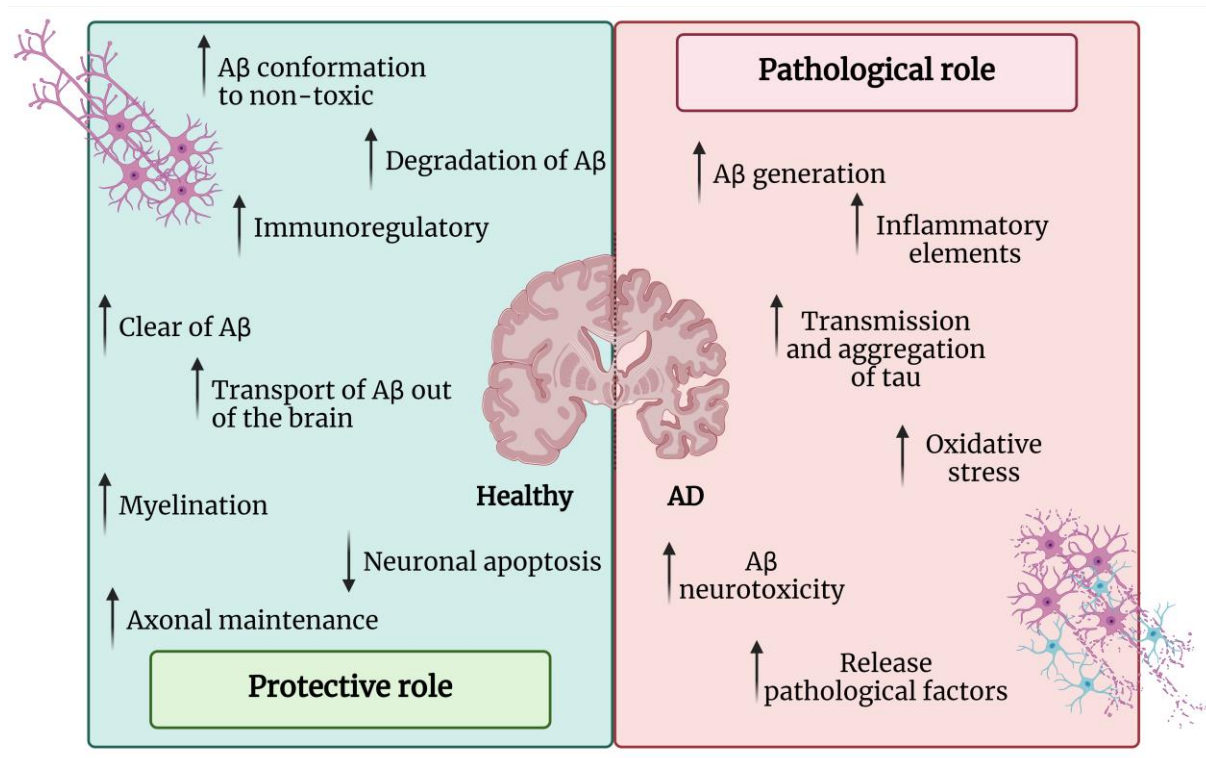 Aβ conformation
to non-toxic
Degradation of Aβ
Immunoregulatory
Clear of Aβ
Transport of Aβ out
of the brain
Healthy
Myelination
Neuronal apoptosis
Axonal maintenance
Protective role
Pathological role
Aβ generation
Inflammatory
elements
Transmission
and aggregation
of tau
Oxidative
stress
AD
Aβ
neurotoxicity
Release
pathological factors